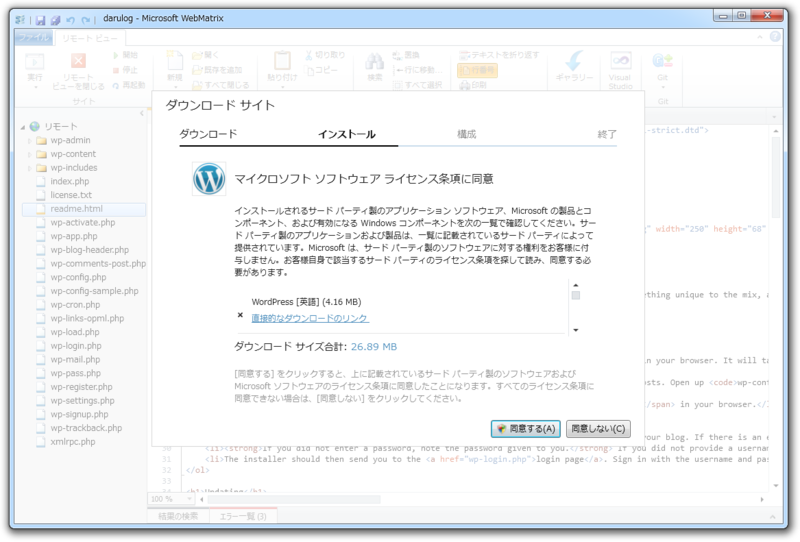 darulog - Microsoft WebMatrix
ファイル
リモート ビュー
実行
リモート
ビューを閉じる
開始
停止
再起動
サイト
新規
開く
既存を追加
すべて閉じる
貼り付け
切り取り
コピー
検索
置換
行に移動...
すべて選択
テキストを折り返す
行番号
印刷
ギャラリー
Visual
Studio
Git
Git
リモート
wp-admin
wp-content
wp-includes
index.php
license.txt
readme.html
wp-activate.php
wp-app.php
wp-blog-header.php
wp-comments-post.php
wp-config.php
wp-config-sample.php
wp-cron.php
wp-links-opml.php
wp-load.php
wp-login.php
wp-mail.php
wp-pass.php
wp-register.php
wp-settings.php
wp-signup.php
wp-trackback.php
xmlrpc.php
ダウンロード サイト
ダウンロード
インストール
構成
終了
マイクロソフト ソフトウェア ライセンス条項に同意
インストールされるサード パーティ製のアプリケーション ソフトウェア、Microsoft の製品とコ
ンポーネント、および有効になる Windows コンポーネントを次の一覧で確認してください。サー
ド パーティ製のアプリケーションおよび製品は、一覧に記載されているサード パーティによって
提供されています。Microsoft は、サード パーティ製のソフトウェアに対する権利をお客様に付
与しません。お客様自身で該当するサード パーティのライセンス条項を探して読み、同意する必
要があります。
WordPress [英語] (4.16 MB)
直接的なダウンロードのリンク
ダウンロード サイズ合計: 26.89 MB
[同意する] をクリックすると、上に記載されているサード パーティ製のソフトウェアおよび
Microsoft ソフトウェアのライセンス条項に同意したことになります。すべてのライセンス条項に
同意できない場合は、[同意しない] をクリックしてください。
同意する(A)
同意しない(C)
-strict.dtd">
width="250" height="68"
thing unique to the mix, a
in your browser. It will ta
sts. Open up <code>wp-conf
</span> in your browser.</
your blog. If there is an e
30 <li><strong>If you did not enter a password, note the password given to you.</strong> If you did not provide a userna
31 <li>The installer should then send you to the <a href="wp-login.php">login page</a>. Sign in with the username and pas
32 </ol>
33
<h1>Updating</h1>
100 %
結果の検索
エラー一覧 (3)